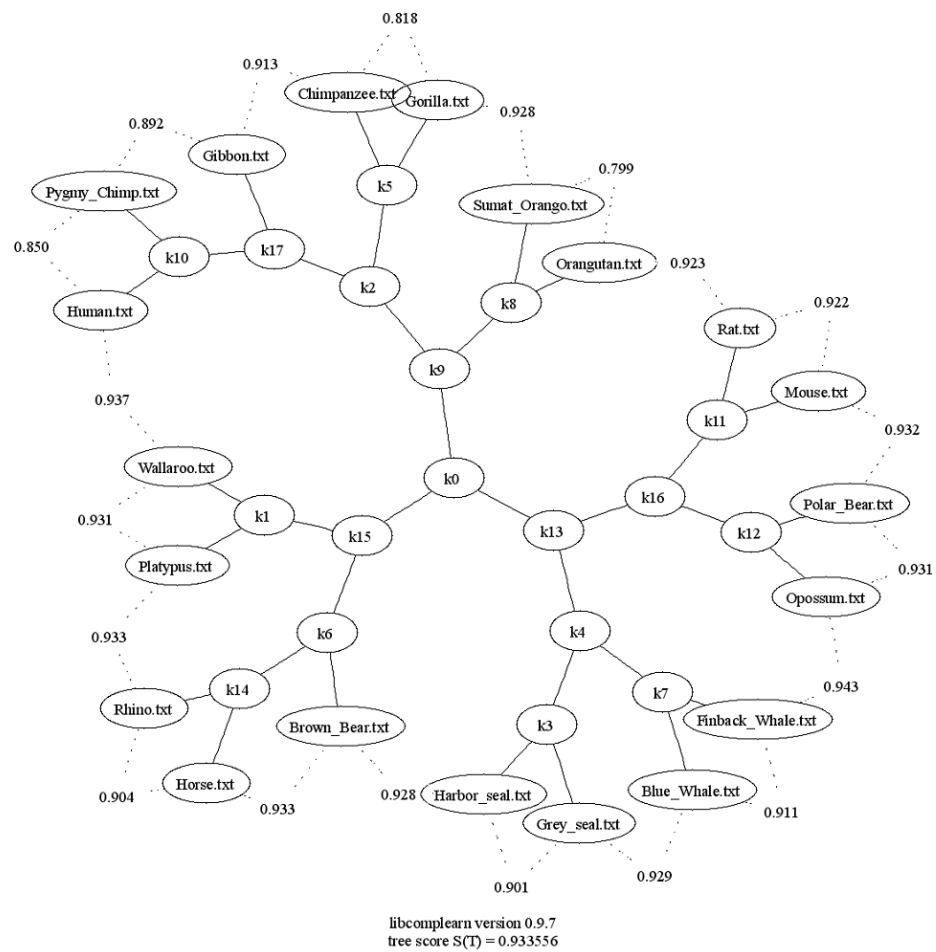 0.818
0.913
Chimpanzee.txt
Gorilla.txt
0.928
0.892
Gibbon.txt
0.799
Pygmy_Chimp.txt
k5
Sumat_Orango.txt
0.850
k10
k17
Orangutan.txt
0.923
k2
k8
0.922
Human.txt
Rat.txt
k9
0.937
Mouse.txt
k11
0.932
Wallaroo.txt
k0
k16
Polar_Bear.txt
0.931
k1
k15
k13
k12
Platypus.txt
0.931
Opossum.txt
0.933
k6
k4
k14
k7
0.943
Rhino.txt
Brown_Bear.txt
k3
Finback_Whale.txt
Horse.txt
0.904
0.933
0.928
Harbor_seal.txt
Blue_Whale.txt
0.911
Grey_seal.txt
0.901
0.929
libcomplearn version 0.9.7
tree score S(T) = 0.933556